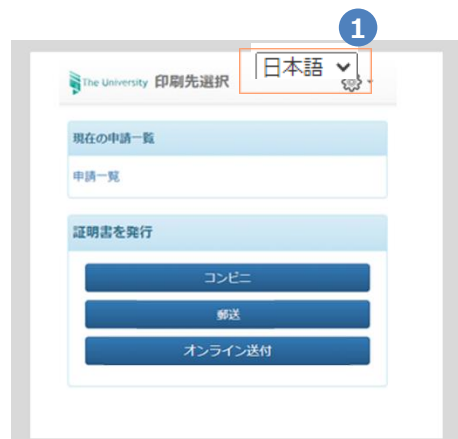 1
The University 印刷先選択 日本語
現在の申請一覧
申請一覧
証明書を発行
コンビニ
郵送
オンライン送付